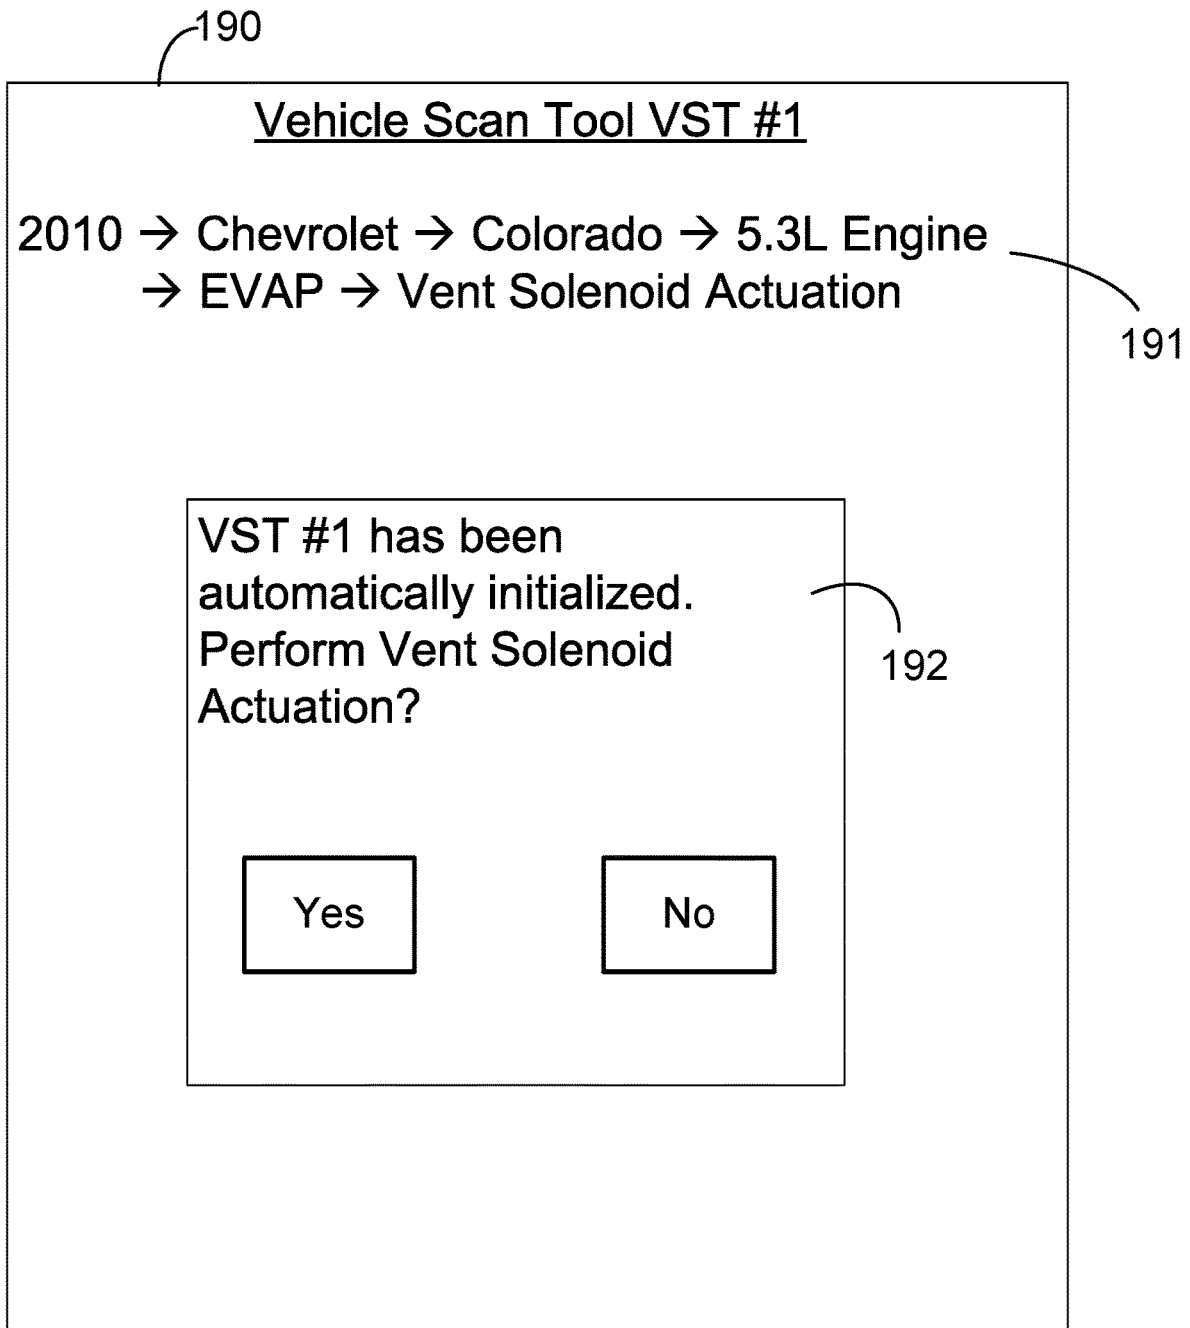 190
Vehicle Scan Tool VST #1
2010 → Chevrolet → Colorado → 5.3L Engine
→ EVAP → Vent Solenoid Actuation
191
VST #1 has been
automatically initialized.
Perform Vent Solenoid
Actuation?
192
Yes No